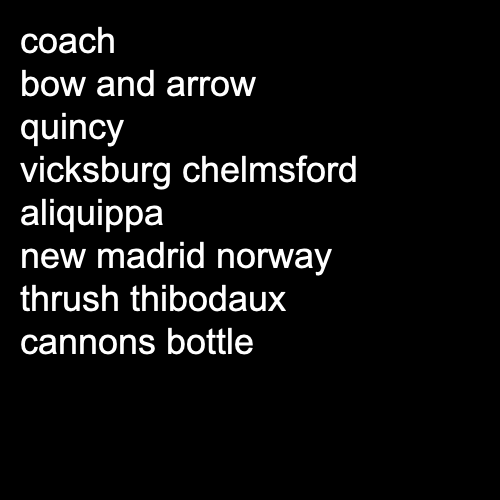 coach
bow and arrow
quincy
vicksburg chelmsford
aliquippa
new madrid norway
thrush thibodaux
cannons bottle